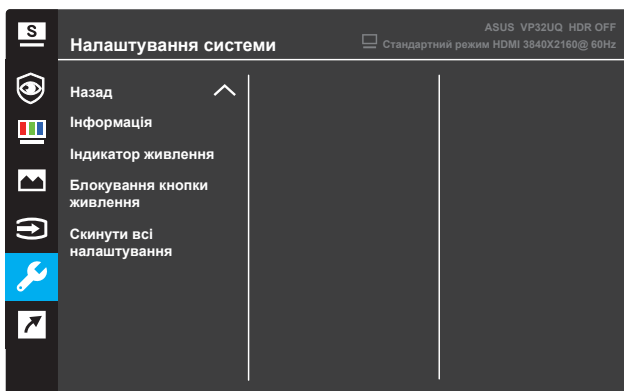 S
Налаштування системи
ASUS VP32UQ HDR OFF
Стандартний режим HDMI 3840X2160@ 60Hz
Назад
Інформація
Індикатор живлення
Блокування кнопки
живлення
Скинути всі
налаштування